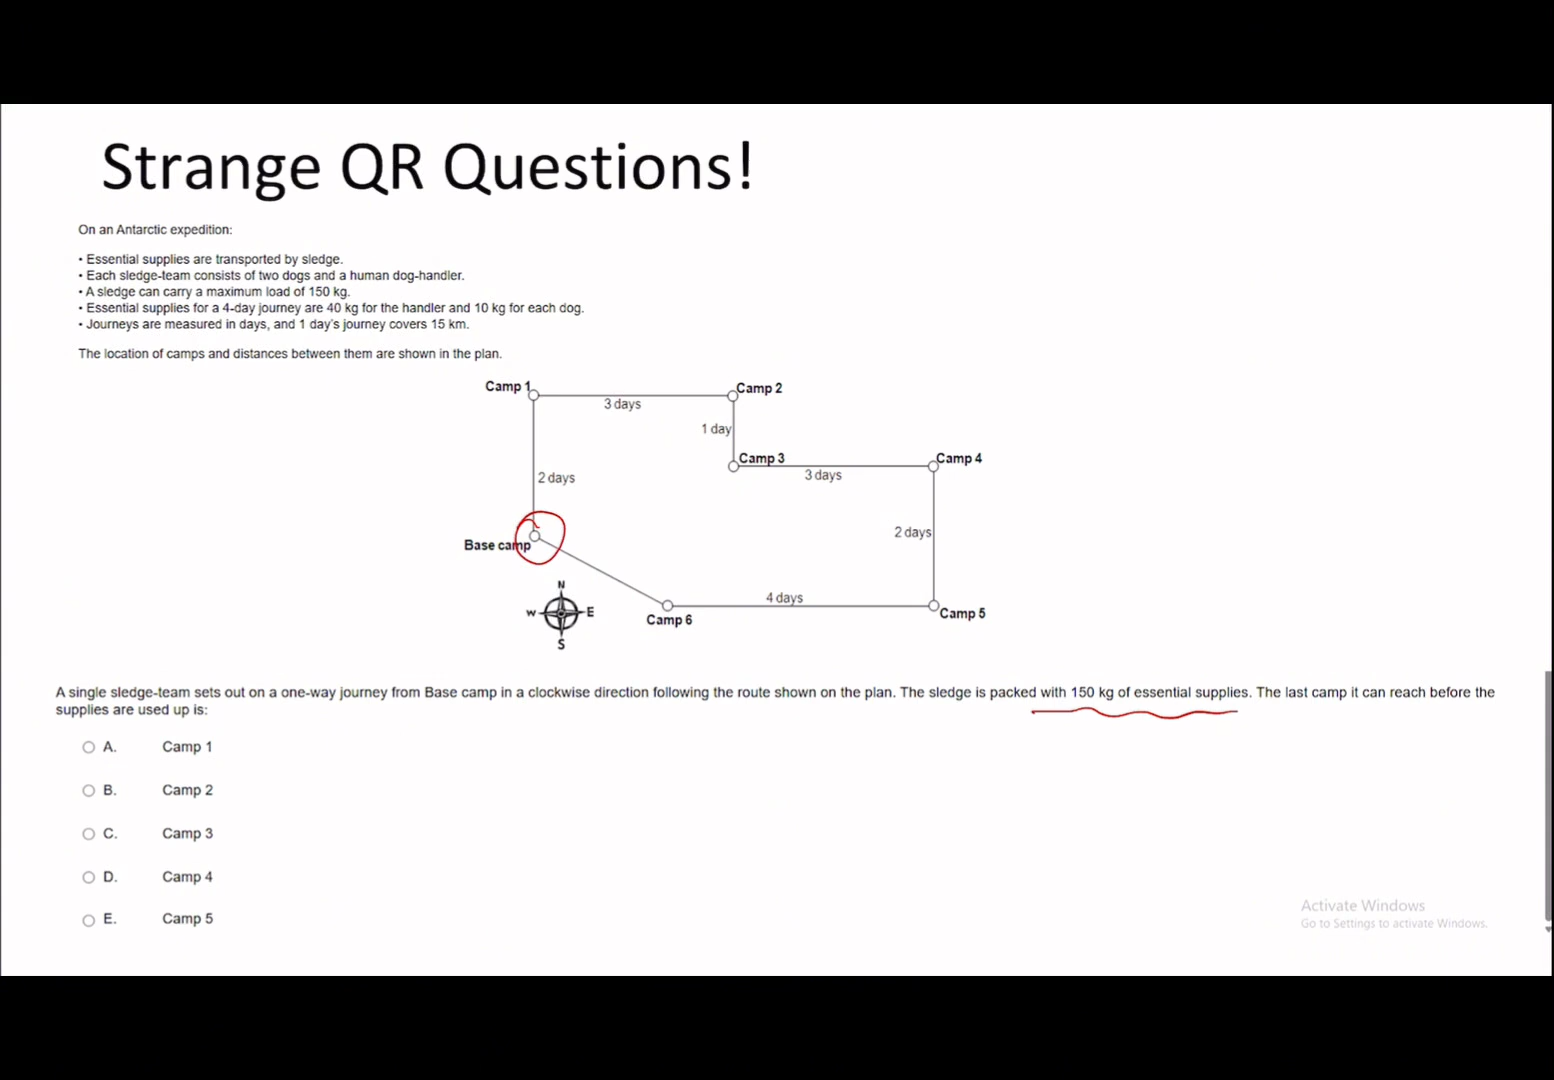 Strange QR Questions!
On an Antarctic expedition:
• Essential supplies are transported by sledge.
• Each sledge-team consists of two dogs and a human dog-handler.
• A sledge can carry a maximum load of 150 kg.
• Essential supplies for a 4-day journey are 40 kg for the handler and 10 kg for each dog.
• Journeys are measured in days, and 1 day's journey covers 15 km.
The location of camps and distances between them are shown in the plan.
Camp 1
Camp 2
3 days
1 day
Camp 3
Camp 4
3 days
2 days
2 days
Base camp
N
W
E
S
4 days
Camp 6
Camp 5
A single sledge-team sets out on a one-way journey from Base camp in a clockwise direction following the route shown on the plan. The sledge is packed with 150 kg of essential supplies. The last camp it can reach before the
supplies are used up is:
A. Camp 1
B. Camp 2
C. Camp 3
D. Camp 4
E. Camp 5
Activate Windows
Go to Settings to activate Windows.